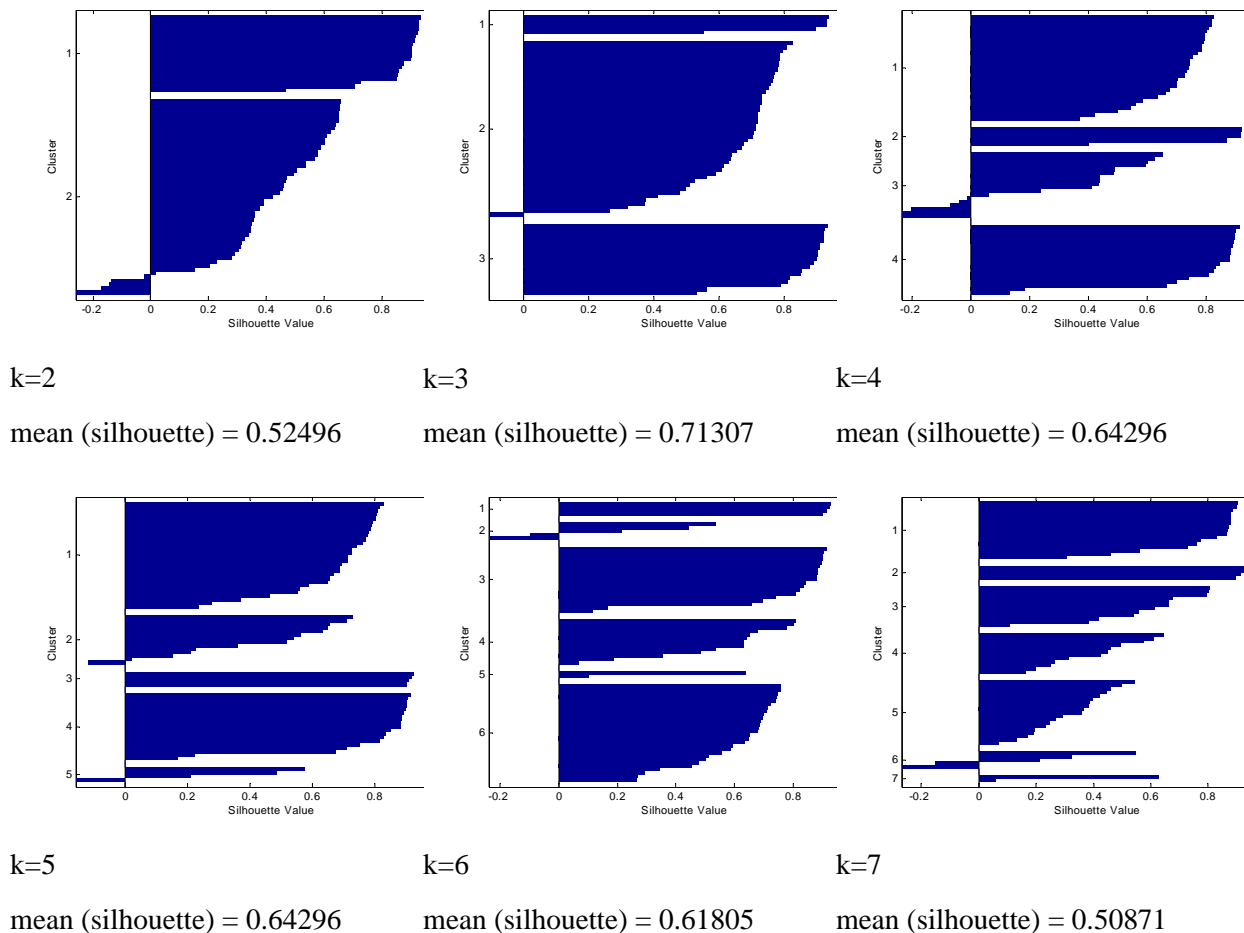 1
2
Cluster
-0.2 0 0.2 0.4 0.6 0.8
Silhouette Value
1
2
3
Cluster
0 0.2 0.4 0.6 0.8
Silhouette Value
1
2
3
4
Cluster
-0.2 0 0.2 0.4 0.6 0.8
Silhouette Value
k=2
k=3
k=4
mean (silhouette) = 0.52496
mean (silhouette) = 0.71307
mean (silhouette) = 0.64296
1
2
3
4
5
Cluster
0 0.2 0.4 0.6 0.8
Silhouette Value
1
2
3
4
5
6
Cluster
-0.2 0 0.2 0.4 0.6 0.8
Silhouette Value
1
2
3
4
5
6
7
Cluster
-0.2 0 0.2 0.4 0.6 0.8
Silhouette Value
k=5
k=6
k=7
mean (silhouette) = 0.64296
mean (silhouette) = 0.61805
mean (silhouette) = 0.50871